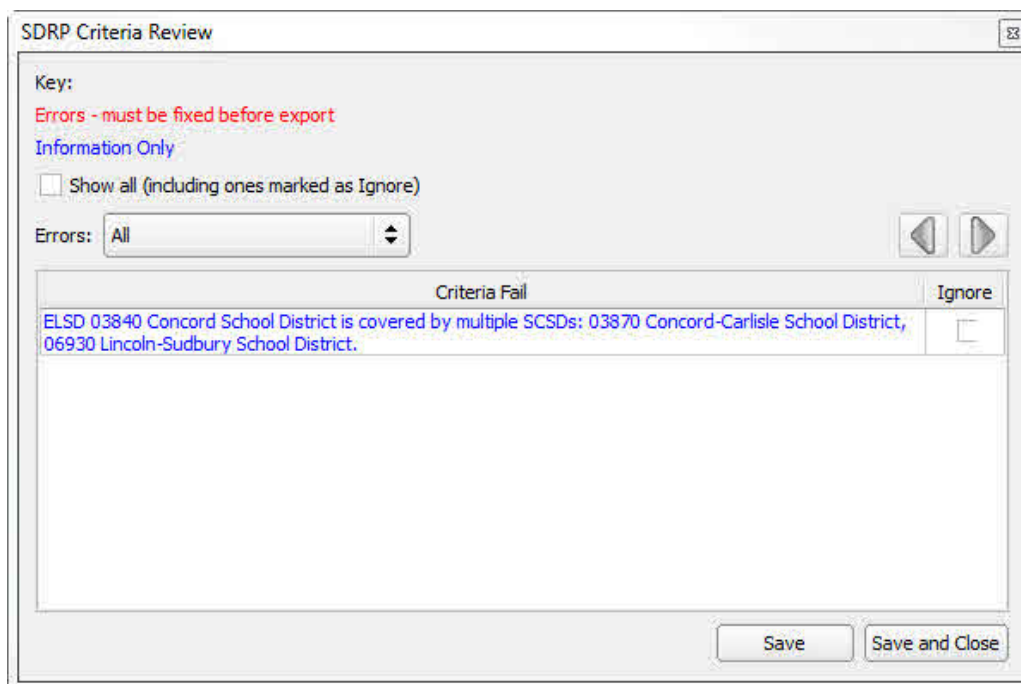 SDRP Criteria Review
Key:
Errors - must be fixed before export
Information Only
Show all (including ones marked as Ignore)
Errors: All
Criteria Fail Ignore
ELSD 03840 Concord School District is covered by multiple SCSDs: 03870 Concord-Carlisle School District,
06930 Lincoln-Sudbury School District.
Save Save and Close